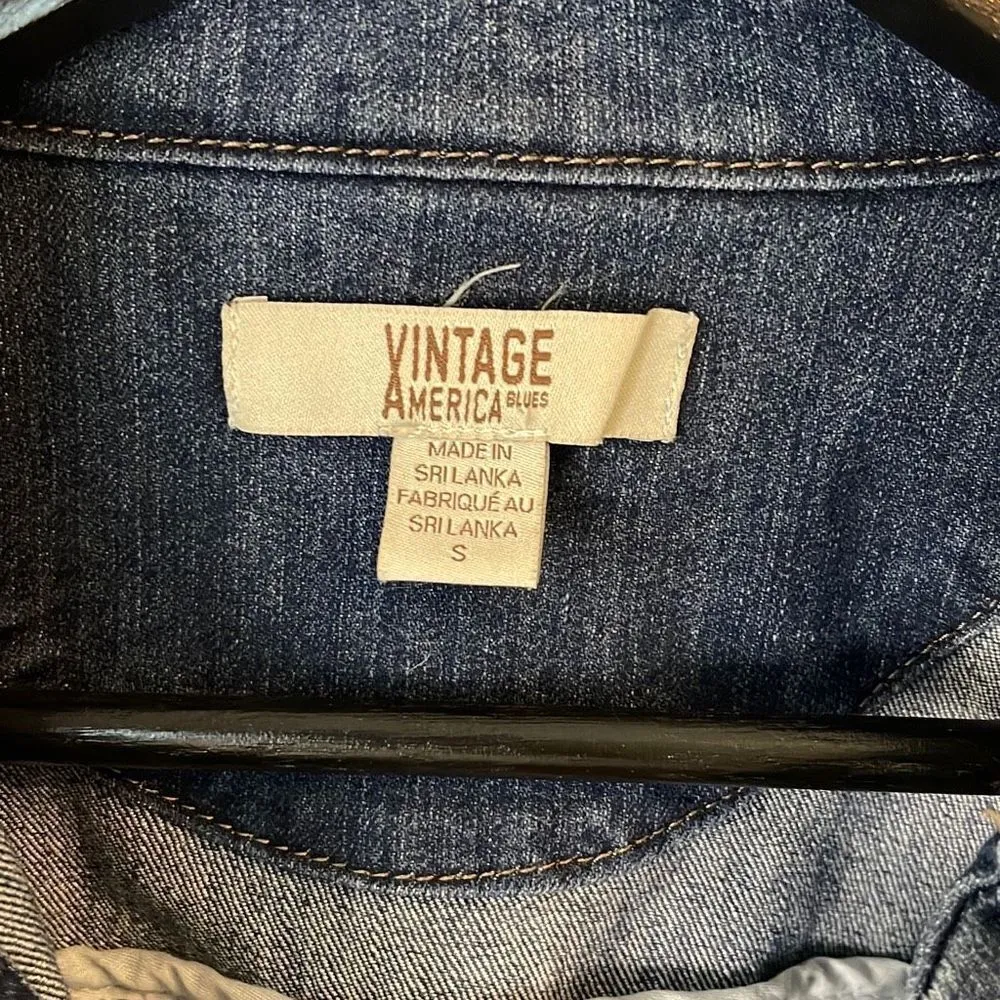 VINTAGE
AMERICA BLUES
MADE IN
SRI LANKA
FABRIQUÉ AU
SRI LANKA
S